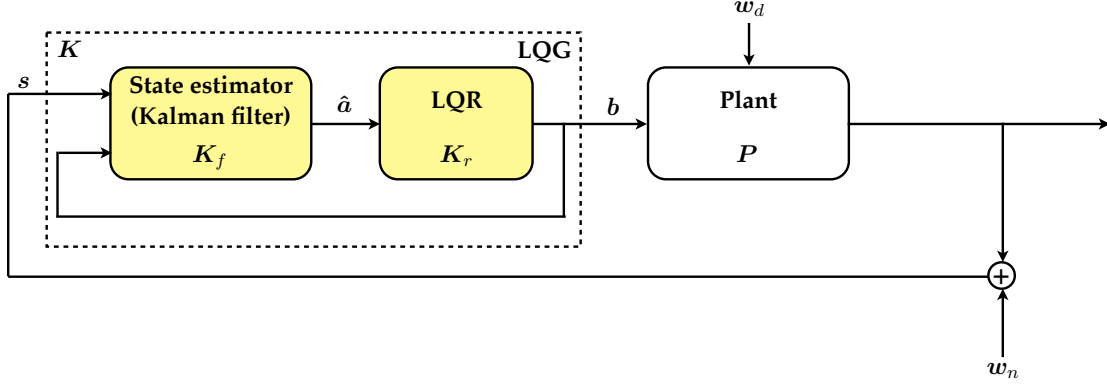 w_d
K
LQG
s
State estimator
(Kalman filter)
K_f
â
LQR
K_r
b
Plant
P
+
w_n